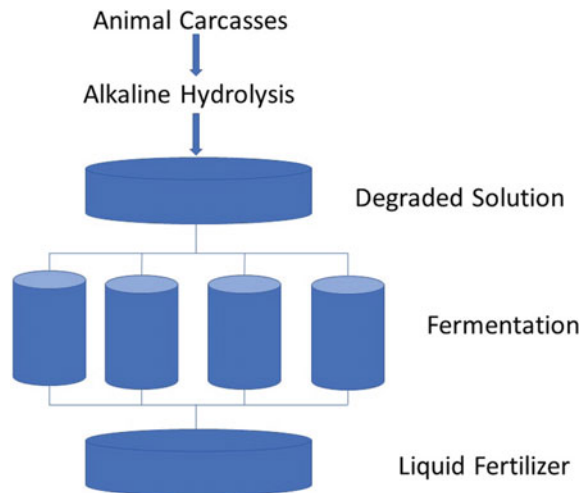 Animal Carcasses
Alkaline Hydrolysis
Degraded Solution
Fermentation
Liquid Fertilizer